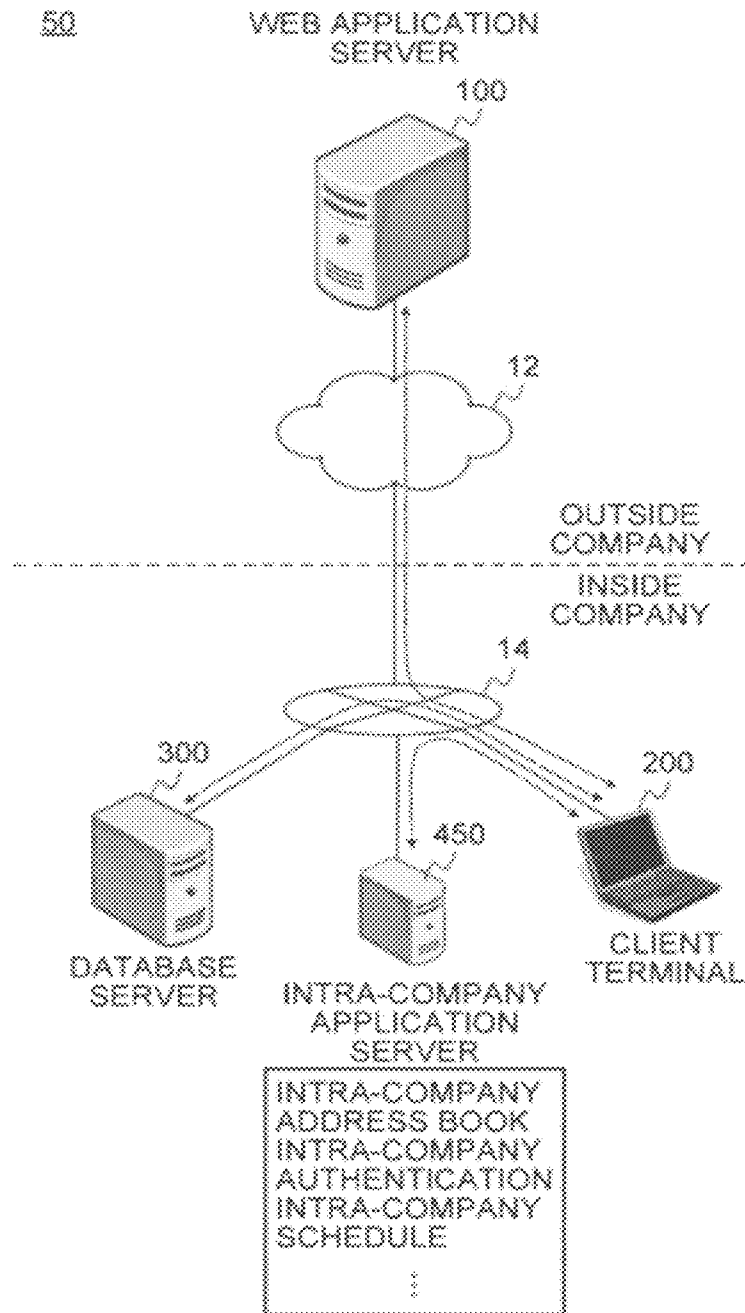 50
WEB APPLICATION
SERVER
100
12
OUTSIDE
COMPANY
INSIDE
COMPANY
14
300
200
450
DATABASE
SERVER
CLIENT
TERMINAL
INTRA-COMPANY
APPLICATION
SERVER
INTRA-COMPANY
ADDRESS BOOK
INTRA-COMPANY
AUTHENTICATION
INTRA-COMPANY
SCHEDULE
⋮